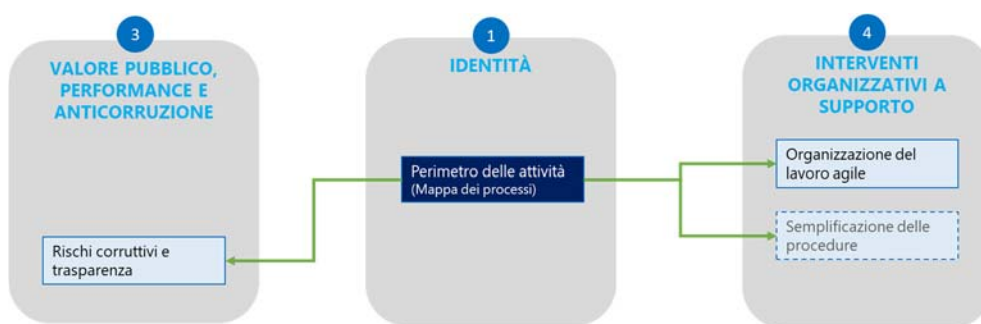 3
VALORE PUBBLICO,
PERFORMANCE E
ANTICORRUZIONE
Rischi corruttivi e
trasparenza
1
IDENTITÀ
Perimetro delle attività
(Mappa dei processi)
4
INTERVENTI
ORGANIZZATIVI A
SUPPORTO
Organizzazione del
lavoro agile
Semplificazione delle
procedure